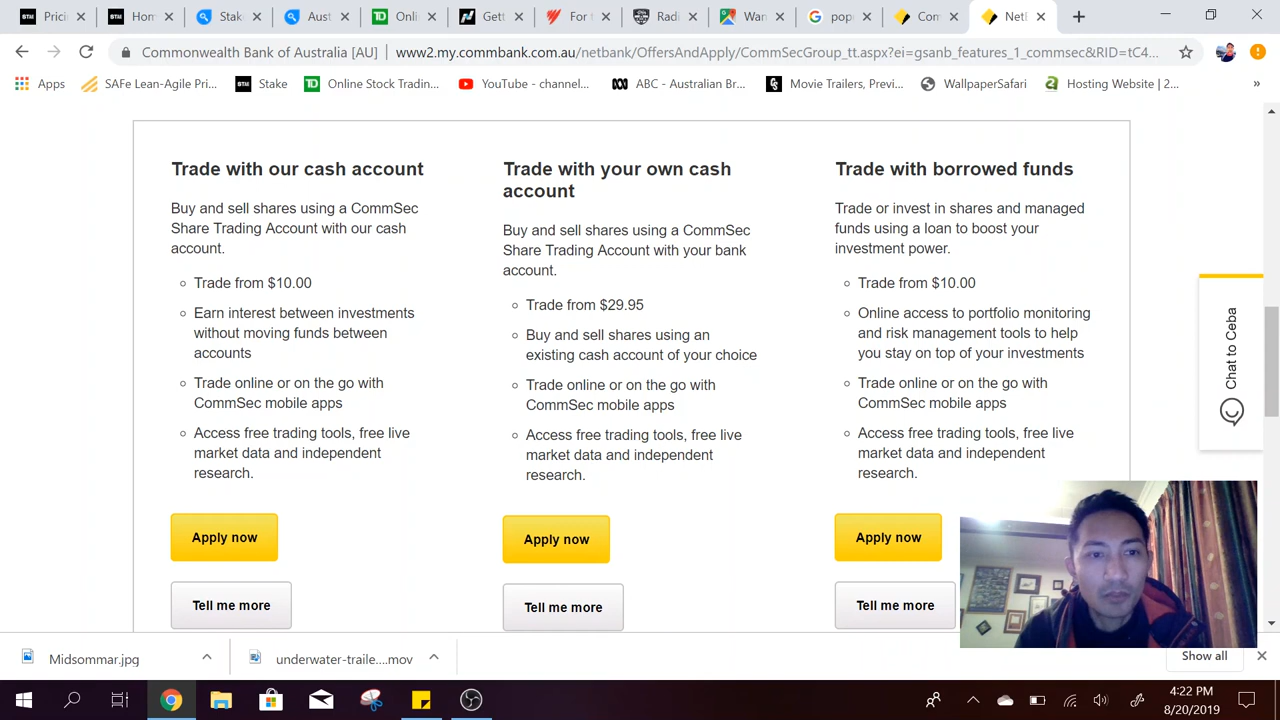 Pricin
Hom
Stak
Aust
Onli
Gett
For t
Radi
Wan
pop
Com
Netl
Commonwealth Bank of Australia [AU]
www2.my.commbank.com.au/netbank/OffersAndApply/CommSecGroup_tt.aspx?ei=gsanb_features_1_commsec&RID=tC4...
Apps
SAFe Lean-Agile Pri...
Stake
Online Stock Tradin...
YouTube - channel...
ABC - Australian Br...
Movie Trailers, Previ...
WallpaperSafari
Hosting Website | 2...
»
Trade with our cash account
Buy and sell shares using a CommSec
Share Trading Account with our cash
account.
Trade from $10.00
Earn interest between investments
without moving funds between
accounts
Trade online or on the go with
CommSec mobile apps
Access free trading tools, free live
market data and independent
research.
Apply now
Tell me more
Trade with your own cash
account
Buy and sell shares using a CommSec
Share Trading Account with your bank
account.
Trade from $29.95
Buy and sell shares using an
existing cash account of your choice
Trade online or on the go with
CommSec mobile apps
Access free trading tools, free live
market data and independent
research.
Apply now
Tell me more
Trade with borrowed funds
Trade or invest in shares and managed
funds using a loan to boost your
investment power.
Trade from $10.00
Online access to portfolio monitoring
and risk management tools to help
you stay on top of your investments
Trade online or on the go with
CommSec mobile apps
Access free trading tools, free live
market data and independent
research.
Apply now
Tell me more
Chat to Ceba
Midsommar.jpg
underwater-traile....mov
Show all
4:22 PM
8/20/2019